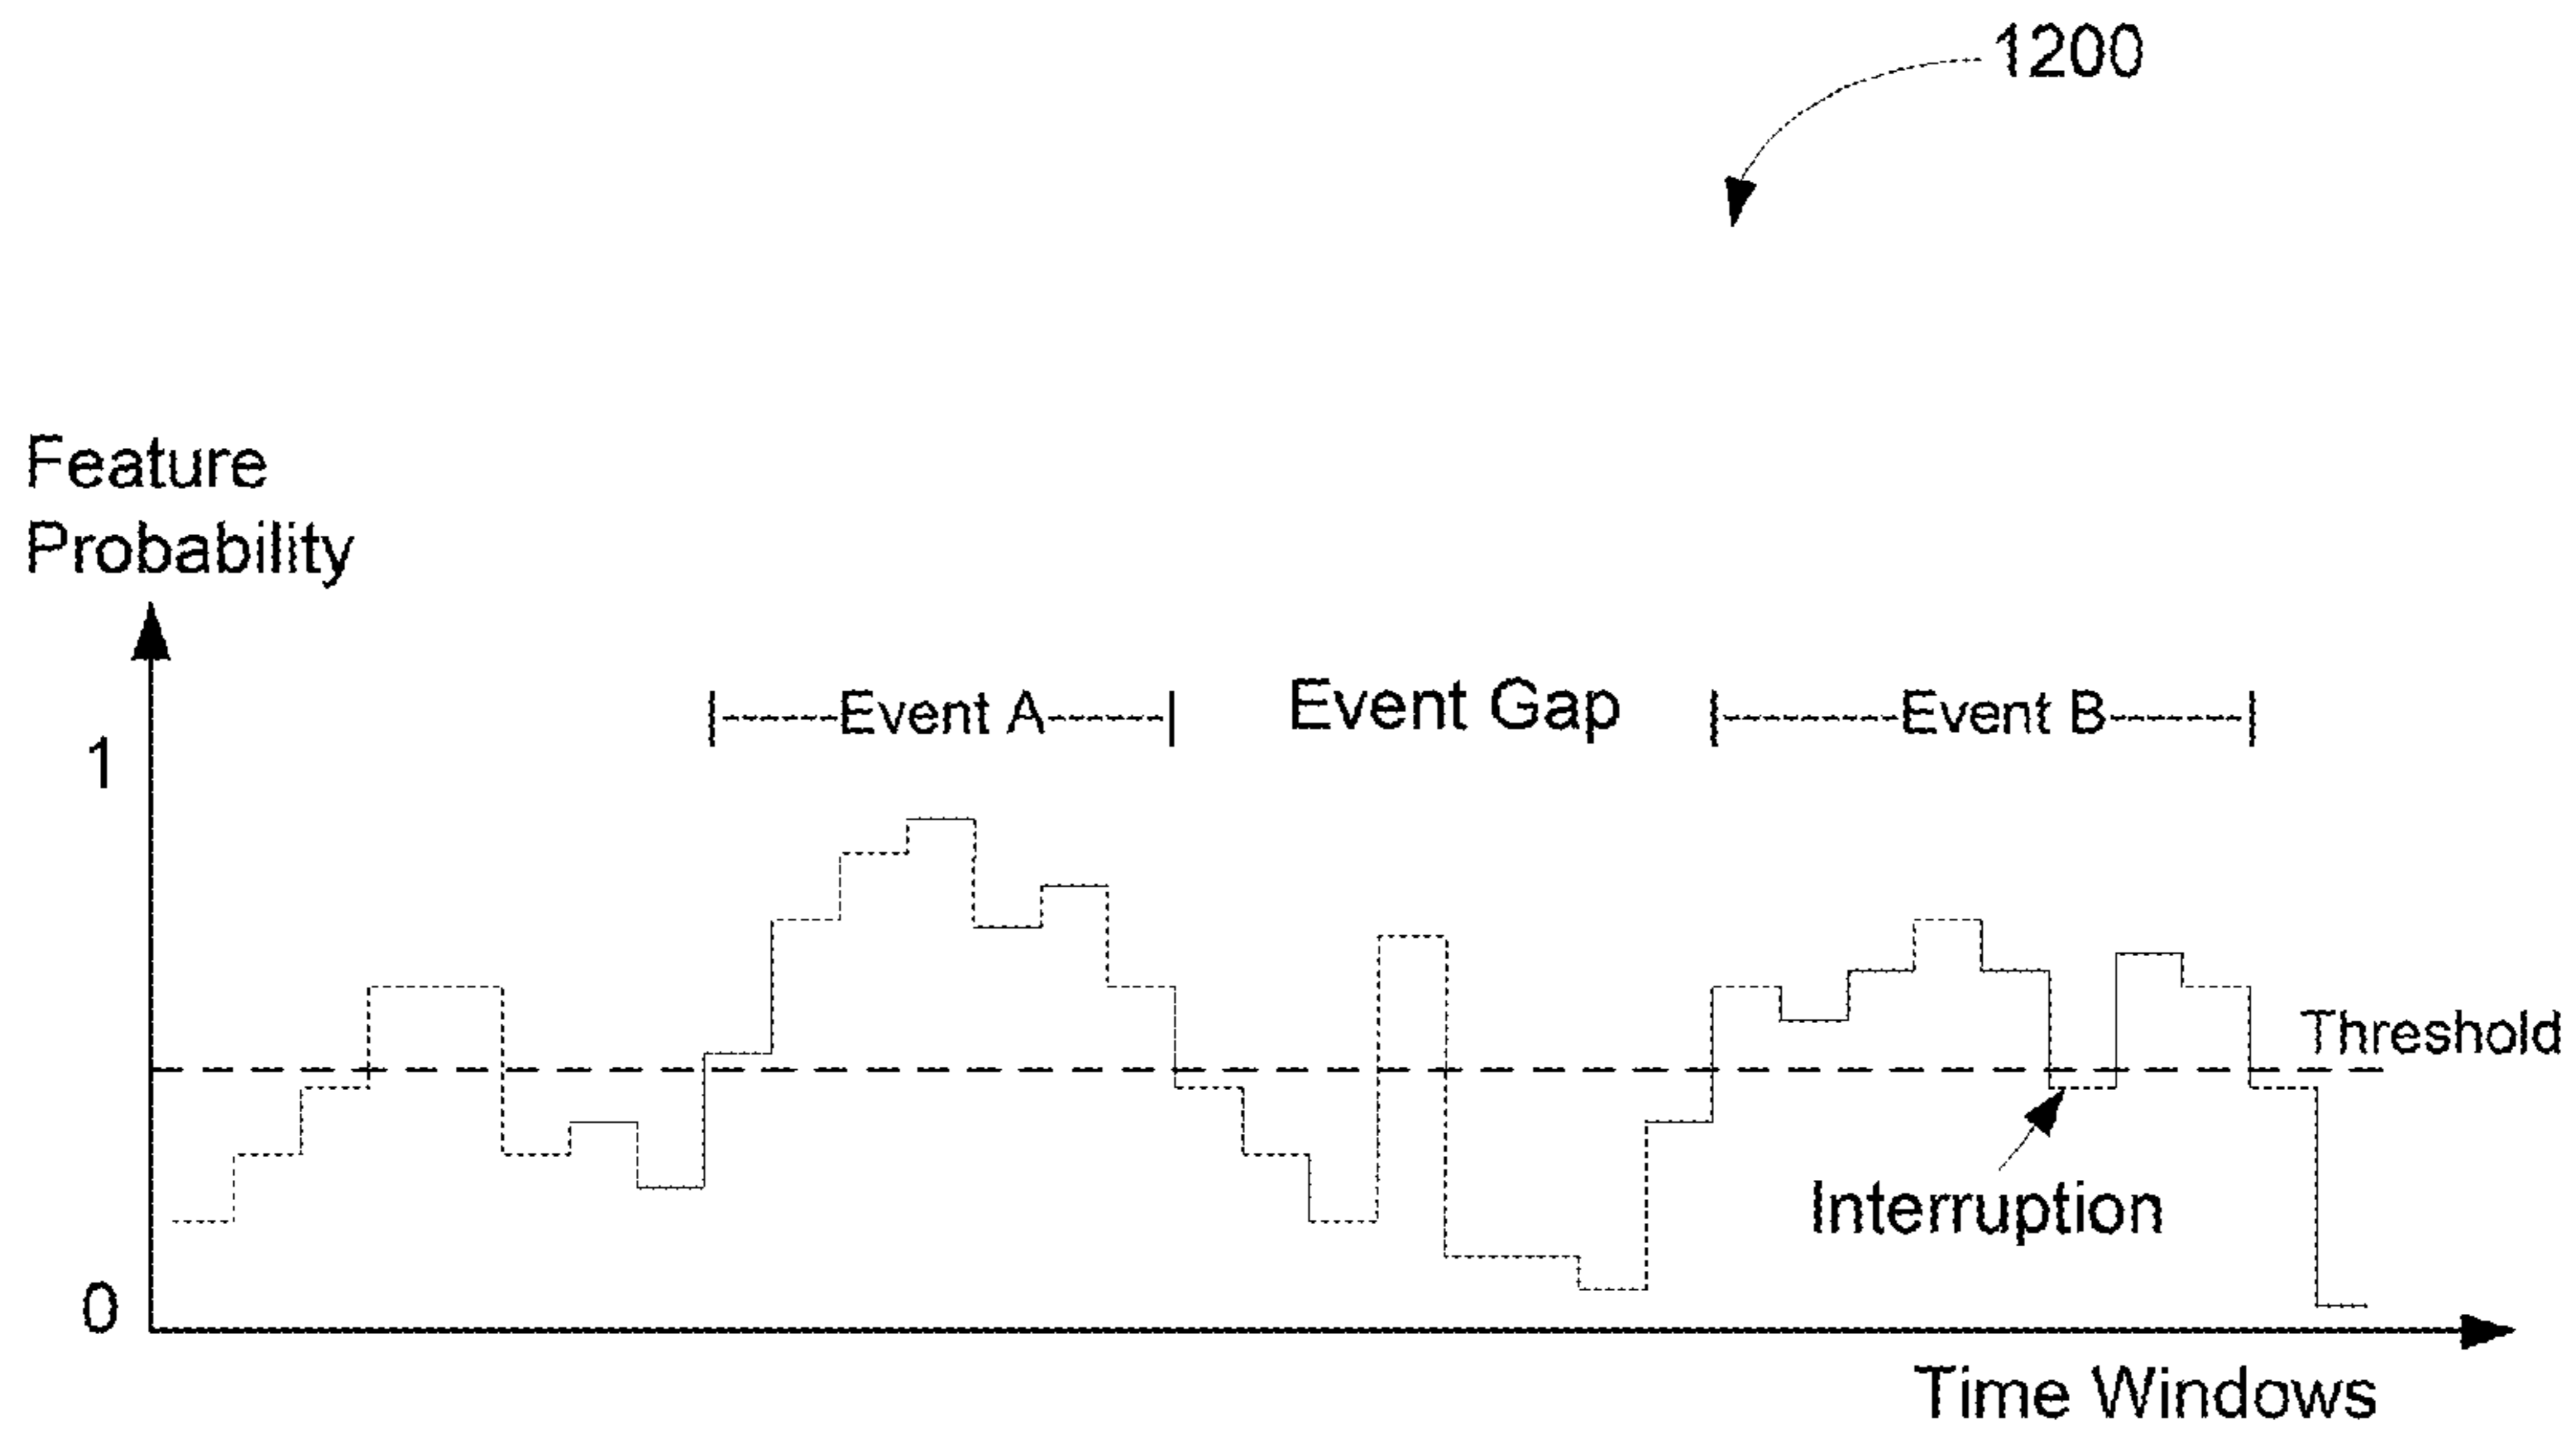 1200
Feature
Probability
Event A
Event Gap
Event B
1
Threshold
Interruption
0
Time Windows